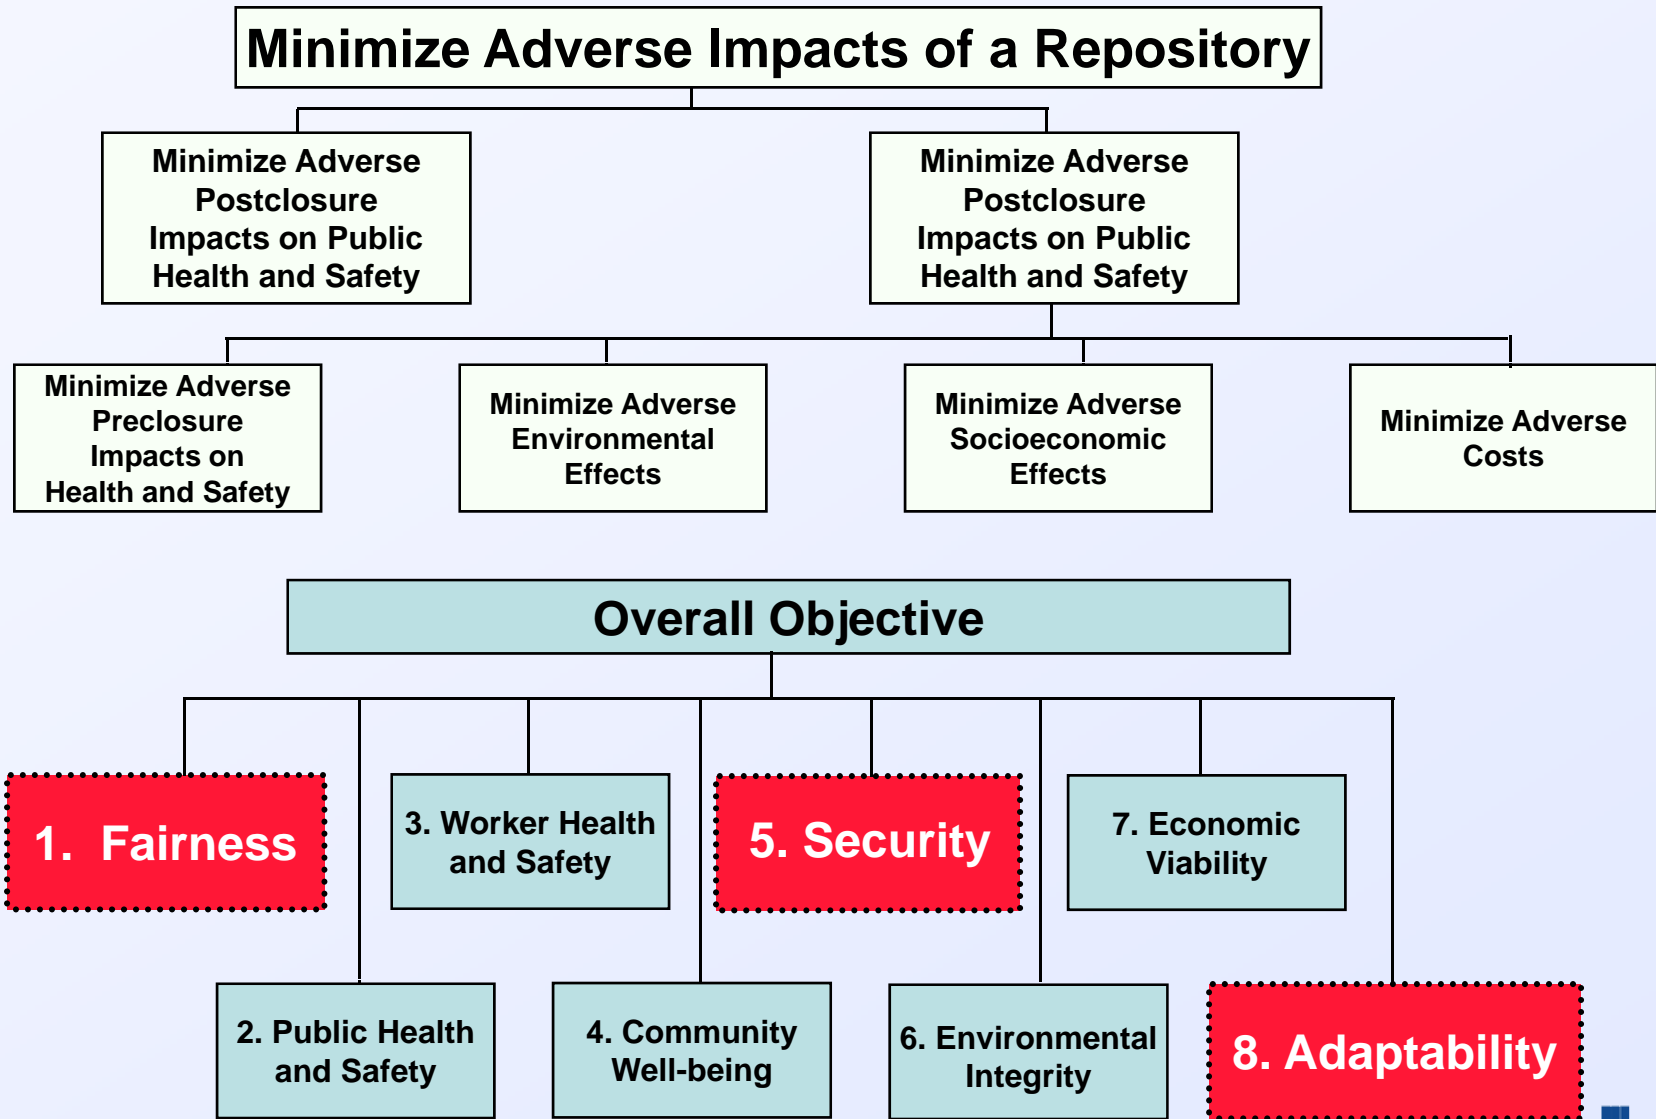 Minimize Adverse Impacts of a Repository
Minimize Adverse
Postclosure
Impacts on Public
Health and Safety
Minimize Adverse
Postclosure
Impacts on Public
Health and Safety
Minimize Adverse
Preclosure
Impacts on
Health and Safety
Minimize Adverse
Environmental
Effects
Minimize Adverse
Socioeconomic
Effects
Minimize Adverse
Costs
Overall Objective
1. Fairness
3. Worker Health
and Safety
5. Security
7. Economic
Viability
2. Public Health
and Safety
4. Community
Well-being
6. Environmental
Integrity
8. Adaptability